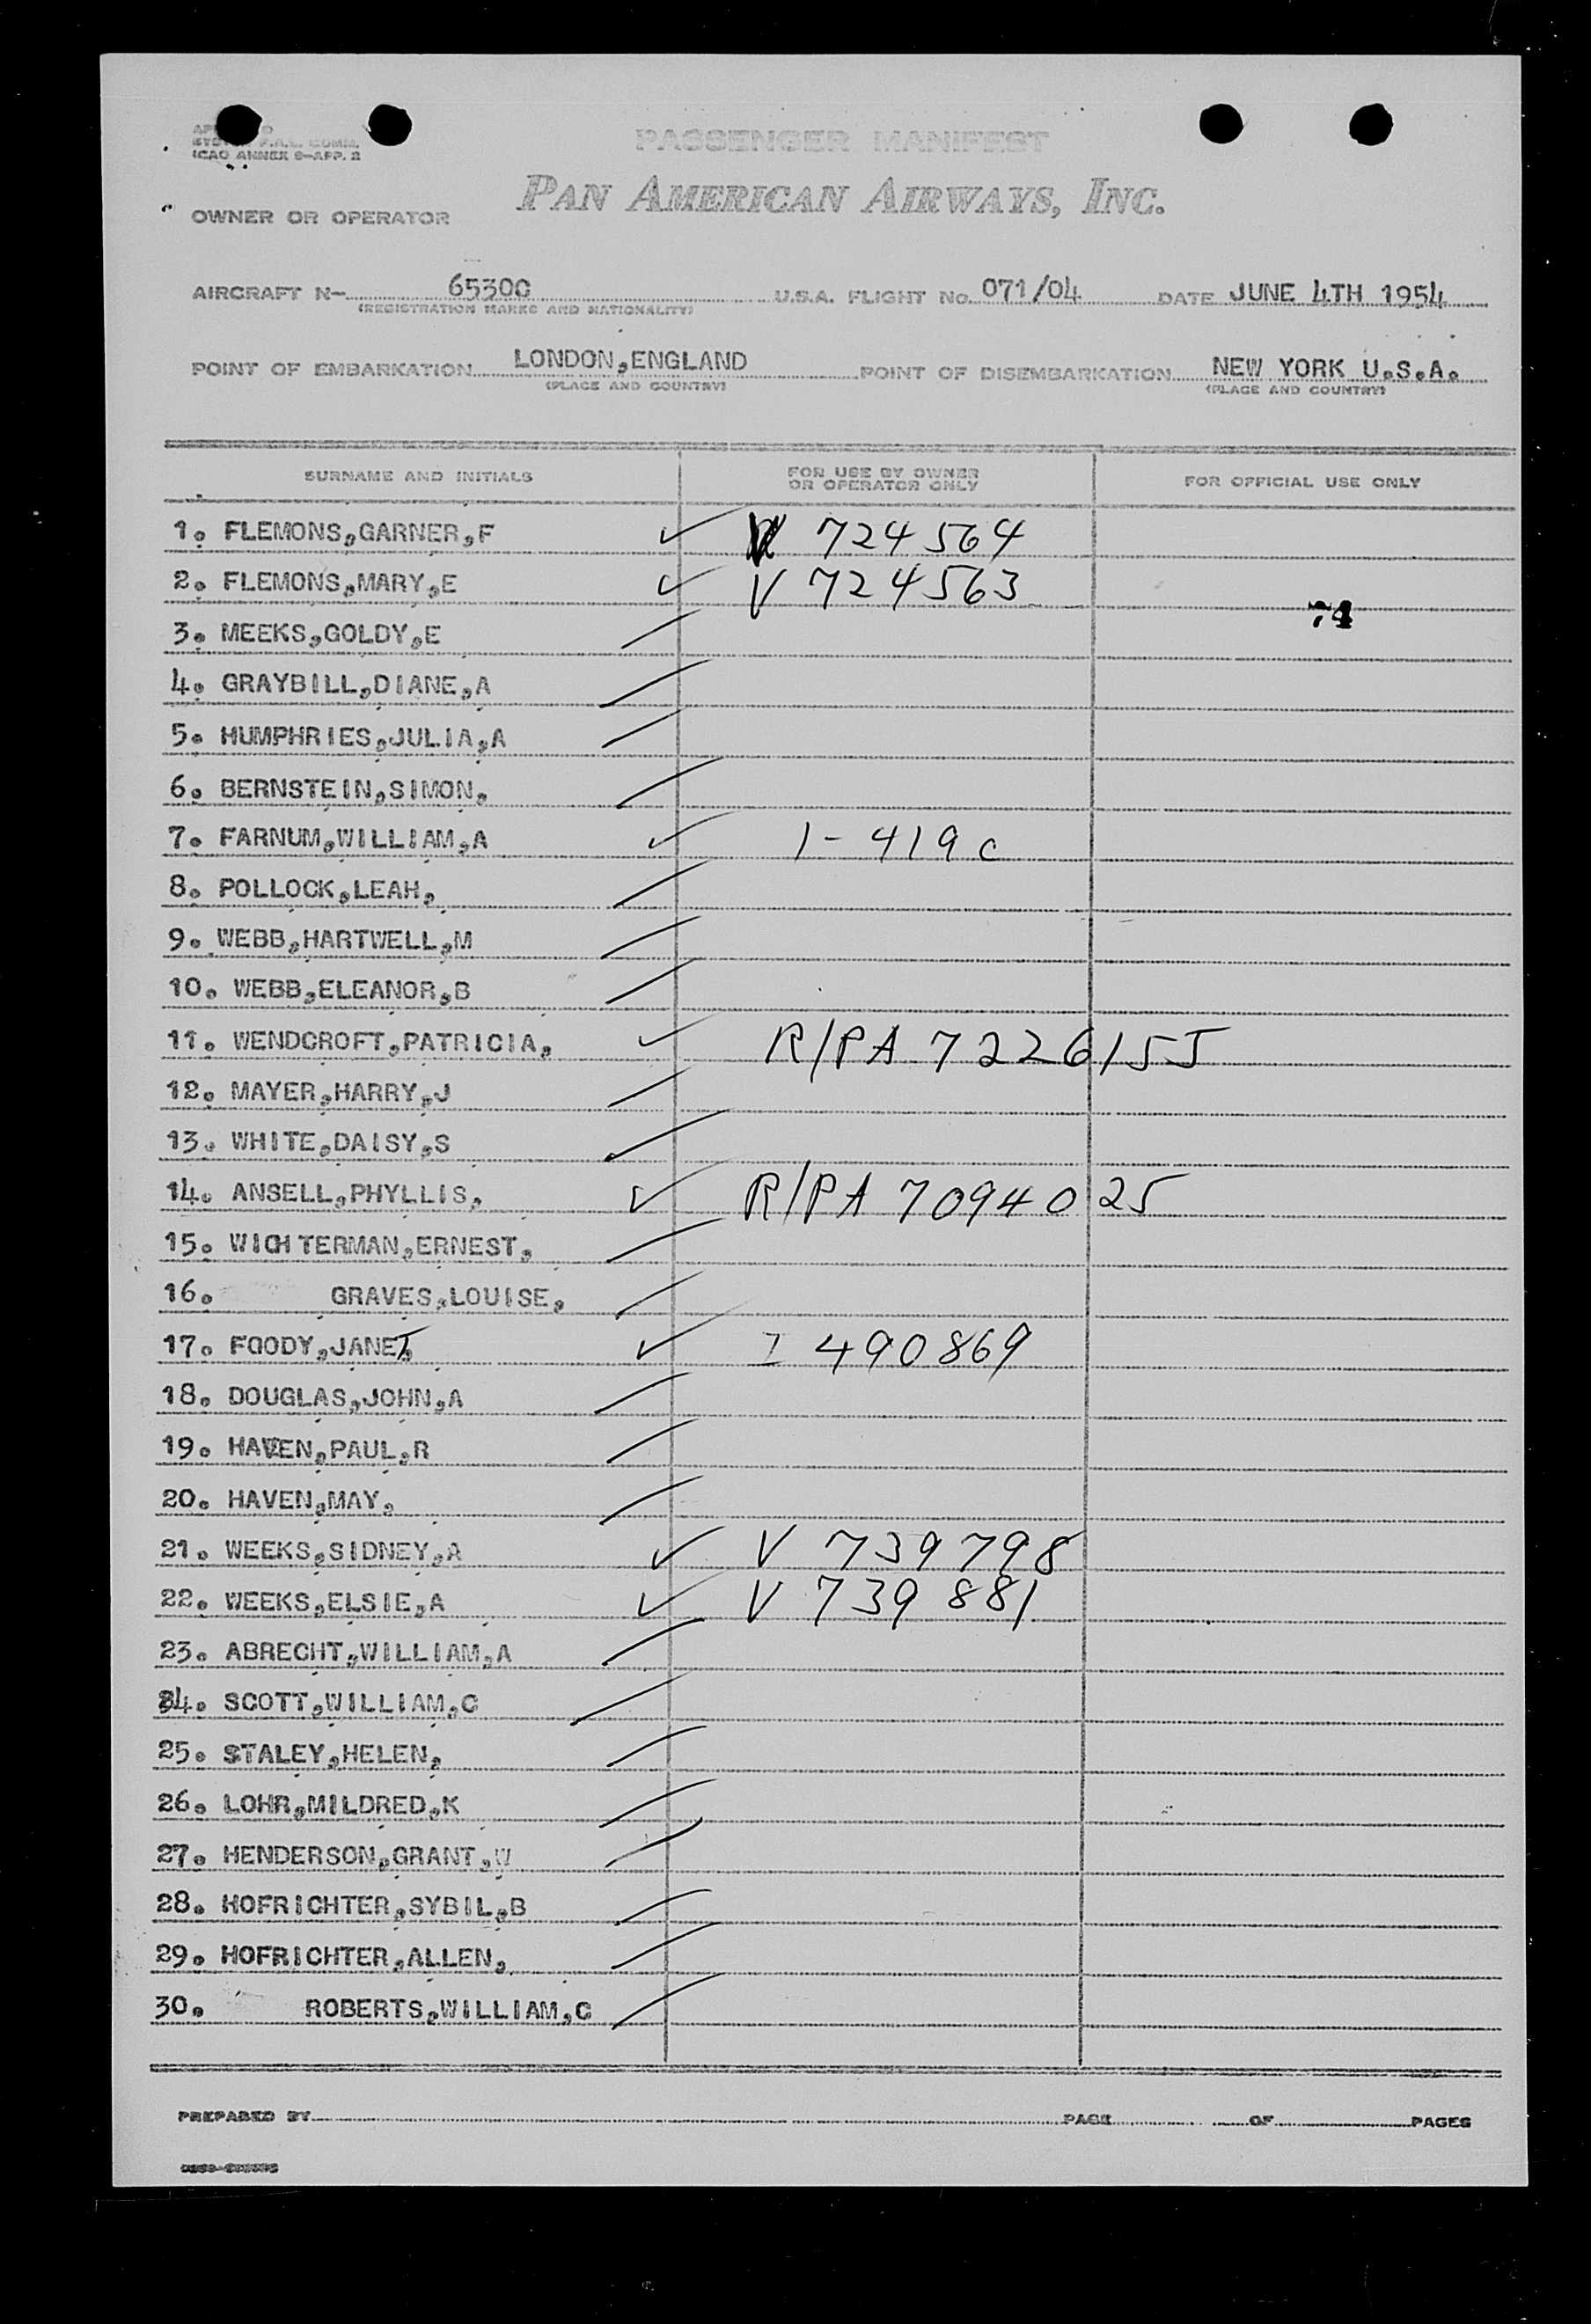 ICAO ANNEX 9—APP. 2
PASSENGER MANIFEST
OWNER OR OPERATOR PAN AMERICAN AIRWAYS, INC.
AIRCRAFT N— 65300 U.S.A. FLIGHT No. 071/04 DATE JUNE 4TH 1954
(REGISTRATION MARKS AND NATIONALITY)
POINT OF EMBARKATION LONDON,ENGLAND POINT OF DISEMBARKATION NEW YORK U.S.A.
(PLACE AND COUNTRY) (PLACE AND COUNTRY)
SURNAME AND INITIALS FOR USE BY OWNER OR OPERATOR ONLY FOR OFFICIAL USE ONLY
1. FLEMONS,GARNER,F V 724564
2. FLEMONS,MARY,E V 724563
74
3. MEEKS,GOLDY,E
4. GRAYBILL,DIANE,A
5. HUMPHRIES,JULIA,A
6. BERNSTEIN,SIMON,
7. FARNUM,WILLIAM,A 1-419 C
8. POLLOCK,LEAH,
9. WEBB,HARTWELL,M
10. WEBB,ELEANOR,B
11. WENDCROFT,PATRICIA, R/PA 7226155
12. MAYER,HARRY,J
13. WHITE,DAISY,S
14. ANSELL,PHYLLIS, R/PA 7094025
15. WICHTERMAN,ERNEST,
16. GRAVES,LOUISE,
17. FOODY,JANET, I 490869
18. DOUGLAS,JOHN,A
19. HAVEN,PAUL,R
20. HAVEN,MAY,
21. WEEKS,SIDNEY,A V 739798
22. WEEKS,ELSIE,A V 739881
23. ABRECHT,WILLIAM,A
24. SCOTT,WILLIAM,C
25. STALEY,HELEN,
26. LOHR,MILDRED,K
27. HENDERSON,GRANT,W
28. HOFRICHTER,SYBIL,B
29. HOFRICHTER,ALLEN,
30. ROBERTS,WILLIAM,C
PREPARED BY PAGE OF PAGES